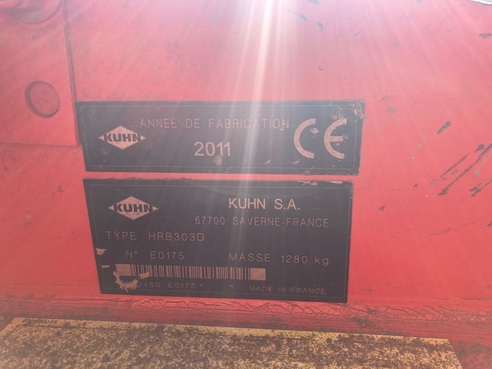 KUHN
ANNÉE DE FABRICATION
2011
CE
KUHN
KUHN S.A.
67700 SAVERNE-FRANCE
TYPE HRB303D
N° E0175 MASSE 1280 kg
MADE IN FRANCE